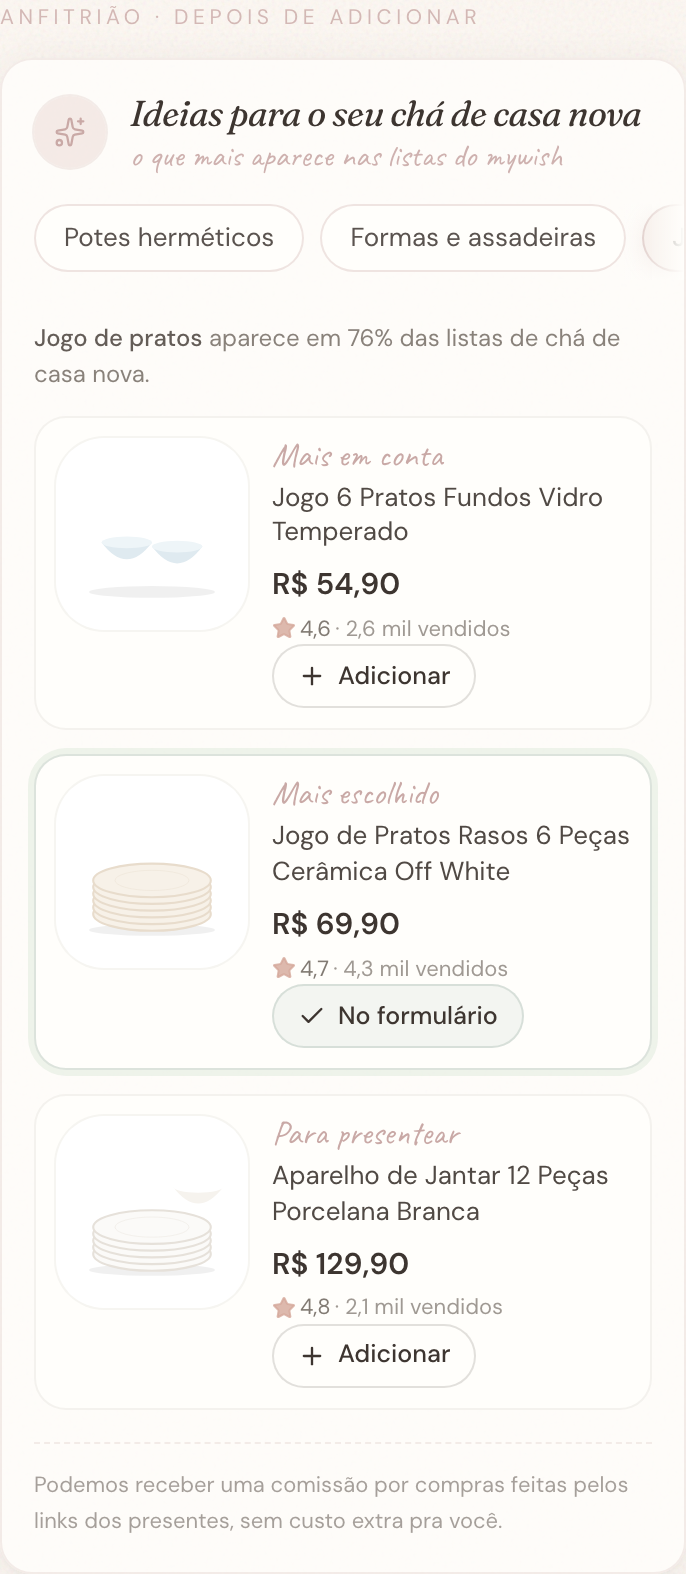 ANFITRIÃO · DEPOIS DE ADICIONAR
Ideias para o seu chá de casa nova
o que mais aparece nas listas do mywish
Potes herméticos
Formas e assadeiras
J
Jogo de pratos aparece em 76% das listas de chá de
casa nova.
Mais em conta
Jogo 6 Pratos Fundos Vidro
Temperado
R$ 54,90
4,6 · 2,6 mil vendidos
+ Adicionar
Mais escolhido
Jogo de Pratos Rasos 6 Peças
Cerâmica Off White
R$ 69,90
4,7 · 4,3 mil vendidos
No formulário
Para presentear
Aparelho de Jantar 12 Peças
Porcelana Branca
R$ 129,90
4,8 · 2,1 mil vendidos
+ Adicionar
Podemos receber uma comissão por compras feitas pelos
links dos presentes, sem custo extra pra você.